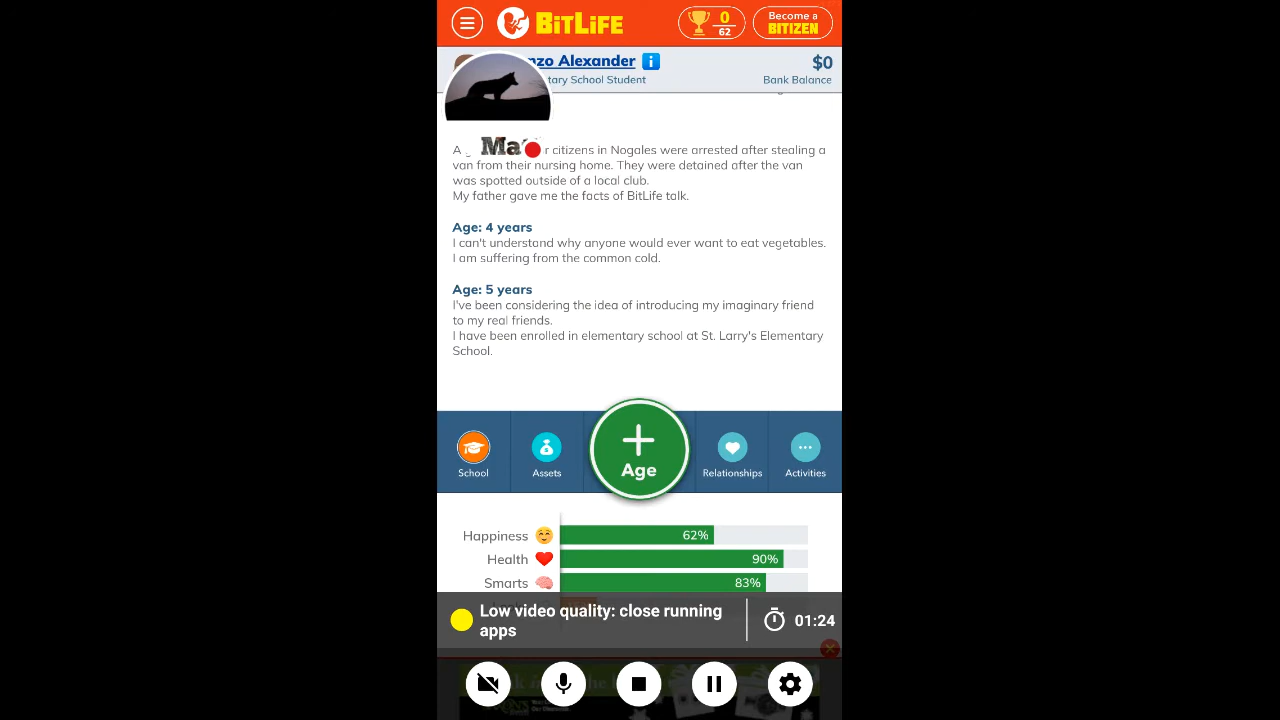 BITLIFE
0
62
Become a
BITIZEN
nzo Alexander i
$0
tary School Student
Bank Balance
Ma
A r citizens in Nogales were arrested after stealing a
van from their nursing home. They were detained after the van
was spotted outside of a local club.
My father gave me the facts of BitLife talk.
Age: 4 years
I can't understand why anyone would ever want to eat vegetables.
I am suffering from the common cold.
Age: 5 years
I've been considering the idea of introducing my imaginary friend
to my real friends.
I have been enrolled in elementary school at St. Larry's Elementary
School.
School
Assets
Age
Relationships
Activities
Happiness 62%
Health 90%
Smarts 83%
Low video quality: close running
apps
01:24